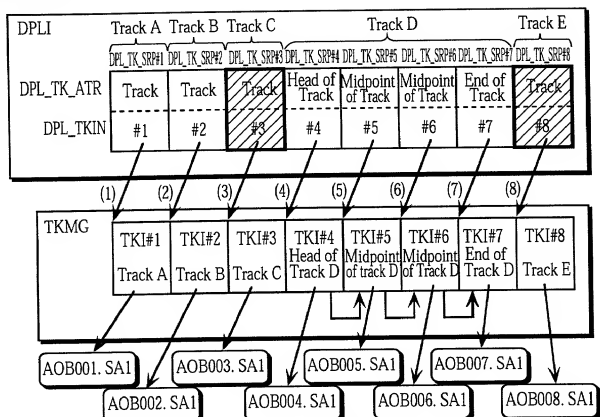 DPLI
Track A Track B Track C Track D Track E
DPL_TK_SRP#1 DPL_TK_SRP#2 DPL_TK_SRP#3 DPL_TK_SRP#4 DPL_TK_SRP#5 DPL_TK_SRP#6 DPL_TK_SRP#7 DPL_TK_SRP#8
DPL_TK_ATR
Track Track Track Head of Track Midpoint of Track Midpoint of Track End of Track Track
DPL_TKIN
#1 #2 #3 #4 #5 #6 #7 #8
(1) (2) (3) (4) (5) (6) (7) (8)
TKMG
TKI#1 TKI#2 TKI#3 TKI#4 TKI#5 TKI#6 TKI#7 TKI#8
Track A Track B Track C Head of Track D Midpoint of track D Midpoint of Track D End of Track D Track E
AOB001. SA1 AOB003. SA1 AOB005. SA1 AOB007. SA1
AOB002. SA1 AOB004. SA1 AOB006. SA1 AOB008. SA1